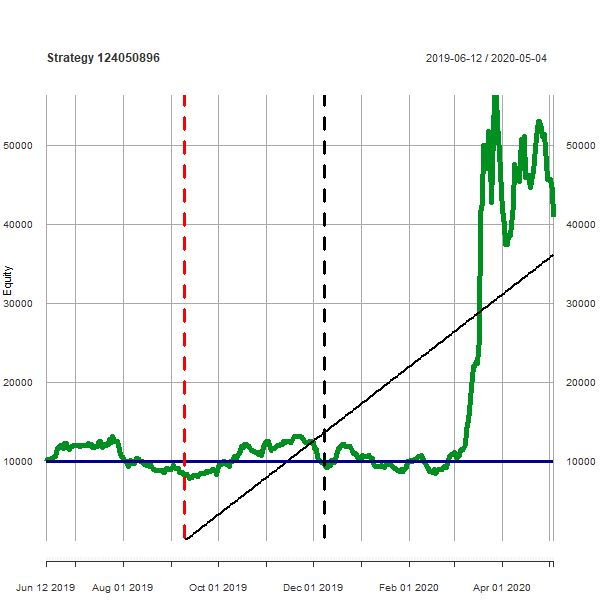 Strategy 124050896
2019-06-12 / 2020-05-04
Equity
50000
50000
40000
40000
30000
30000
20000
20000
10000
10000
Jun 12 2019
Aug 01 2019
Oct 01 2019
Dec 01 2019
Feb 01 2020
Apr 01 2020